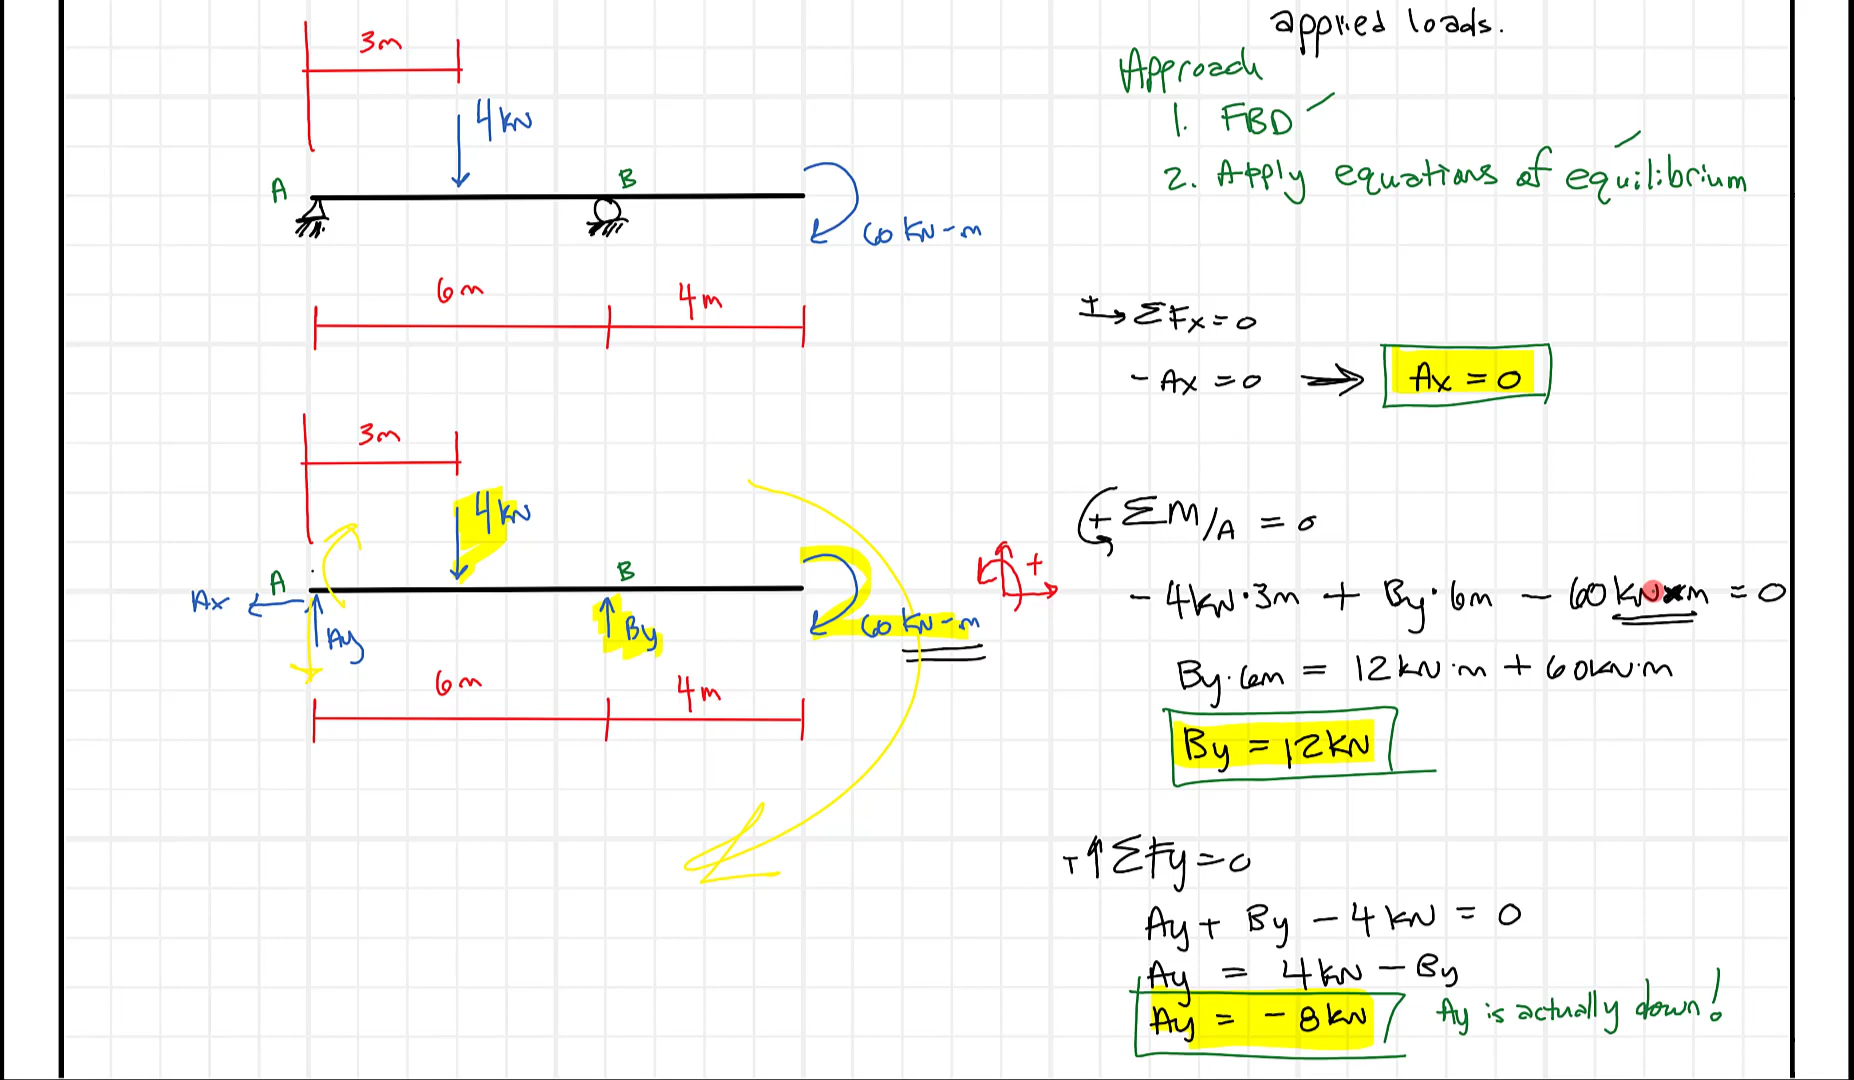 applied loads.
Approach
1. FBD ✓
2. Apply equations of equilibrium ✓
3m
4kN
A
B
60 kN-m
6m
4m
+→ ΣFx = 0
- Ax = 0 ⟹ Ax = 0
3m
4kN
A
B
Ax
Ay
By
60 kN-m
6m
4m
+
+ ΣM/A = 0
- 4kN·3m + By·6m - 60kN·m = 0
By·6m = 12kN·m + 60kN·m
By = 12kN
+↑ΣFy = 0
Ay + By - 4kN = 0
Ay = 4kN - By
Ay = - 8kN
Ay is actually down!